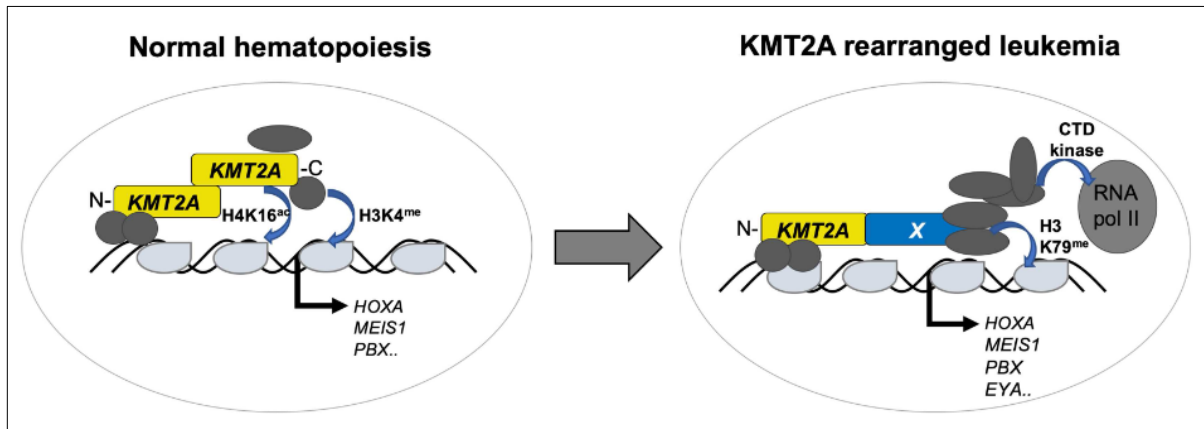 Normal hematopoiesis
KMT2A
-C
N-
KMT2A
H4K16ac
H3K4me
HOXA
MEIS1
PBX..
KMT2A rearranged leukemia
CTD
kinase
RNA
pol II
N-
KMT2A
X
H3
K79me
HOXA
MEIS1
PBX
EYA..